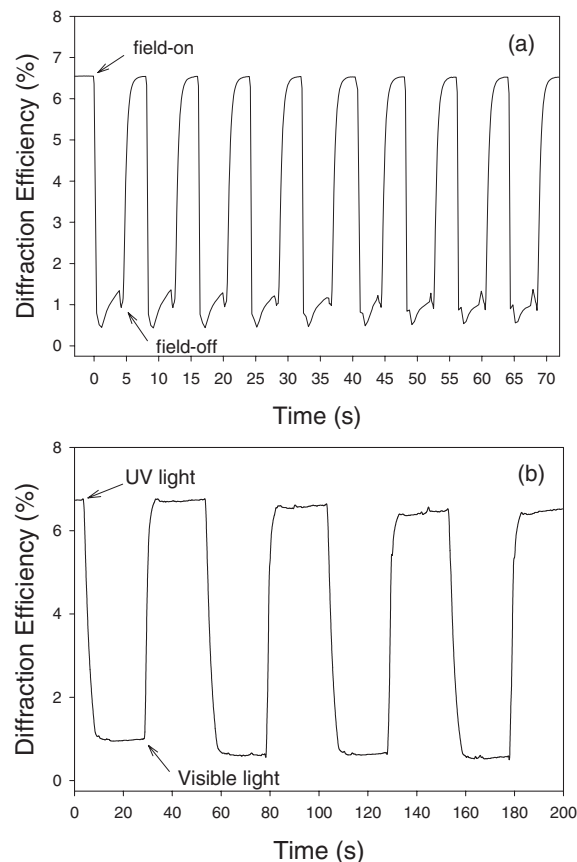 (a)
field-on
field-off
Diffraction Efficiency (%)
8
7
6
5
4
3
2
1
0
0 5 10 15 20 25 30 35 40 45 50 55 60 65 70
Time (s)
(b)
UV light
Visible light
Diffraction Efficiency (%)
8
6
4
2
0
0 20 40 60 80 100 120 140 160 180 200
Time (s)